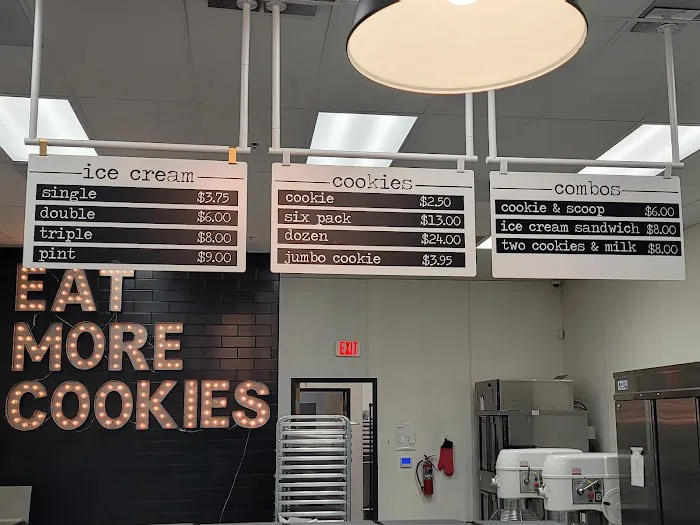 ice cream
single $3.75
double $6.00
triple $8.00
pint $9.00
cookies
cookie $2.50
six pack $13.00
dozen $24.00
jumbo cookie $3.95
combos
cookie & scoop $6.00
ice cream sandwich $8.00
two cookies & milk $8.00
EAT
MORE
COOKIES
EXIT